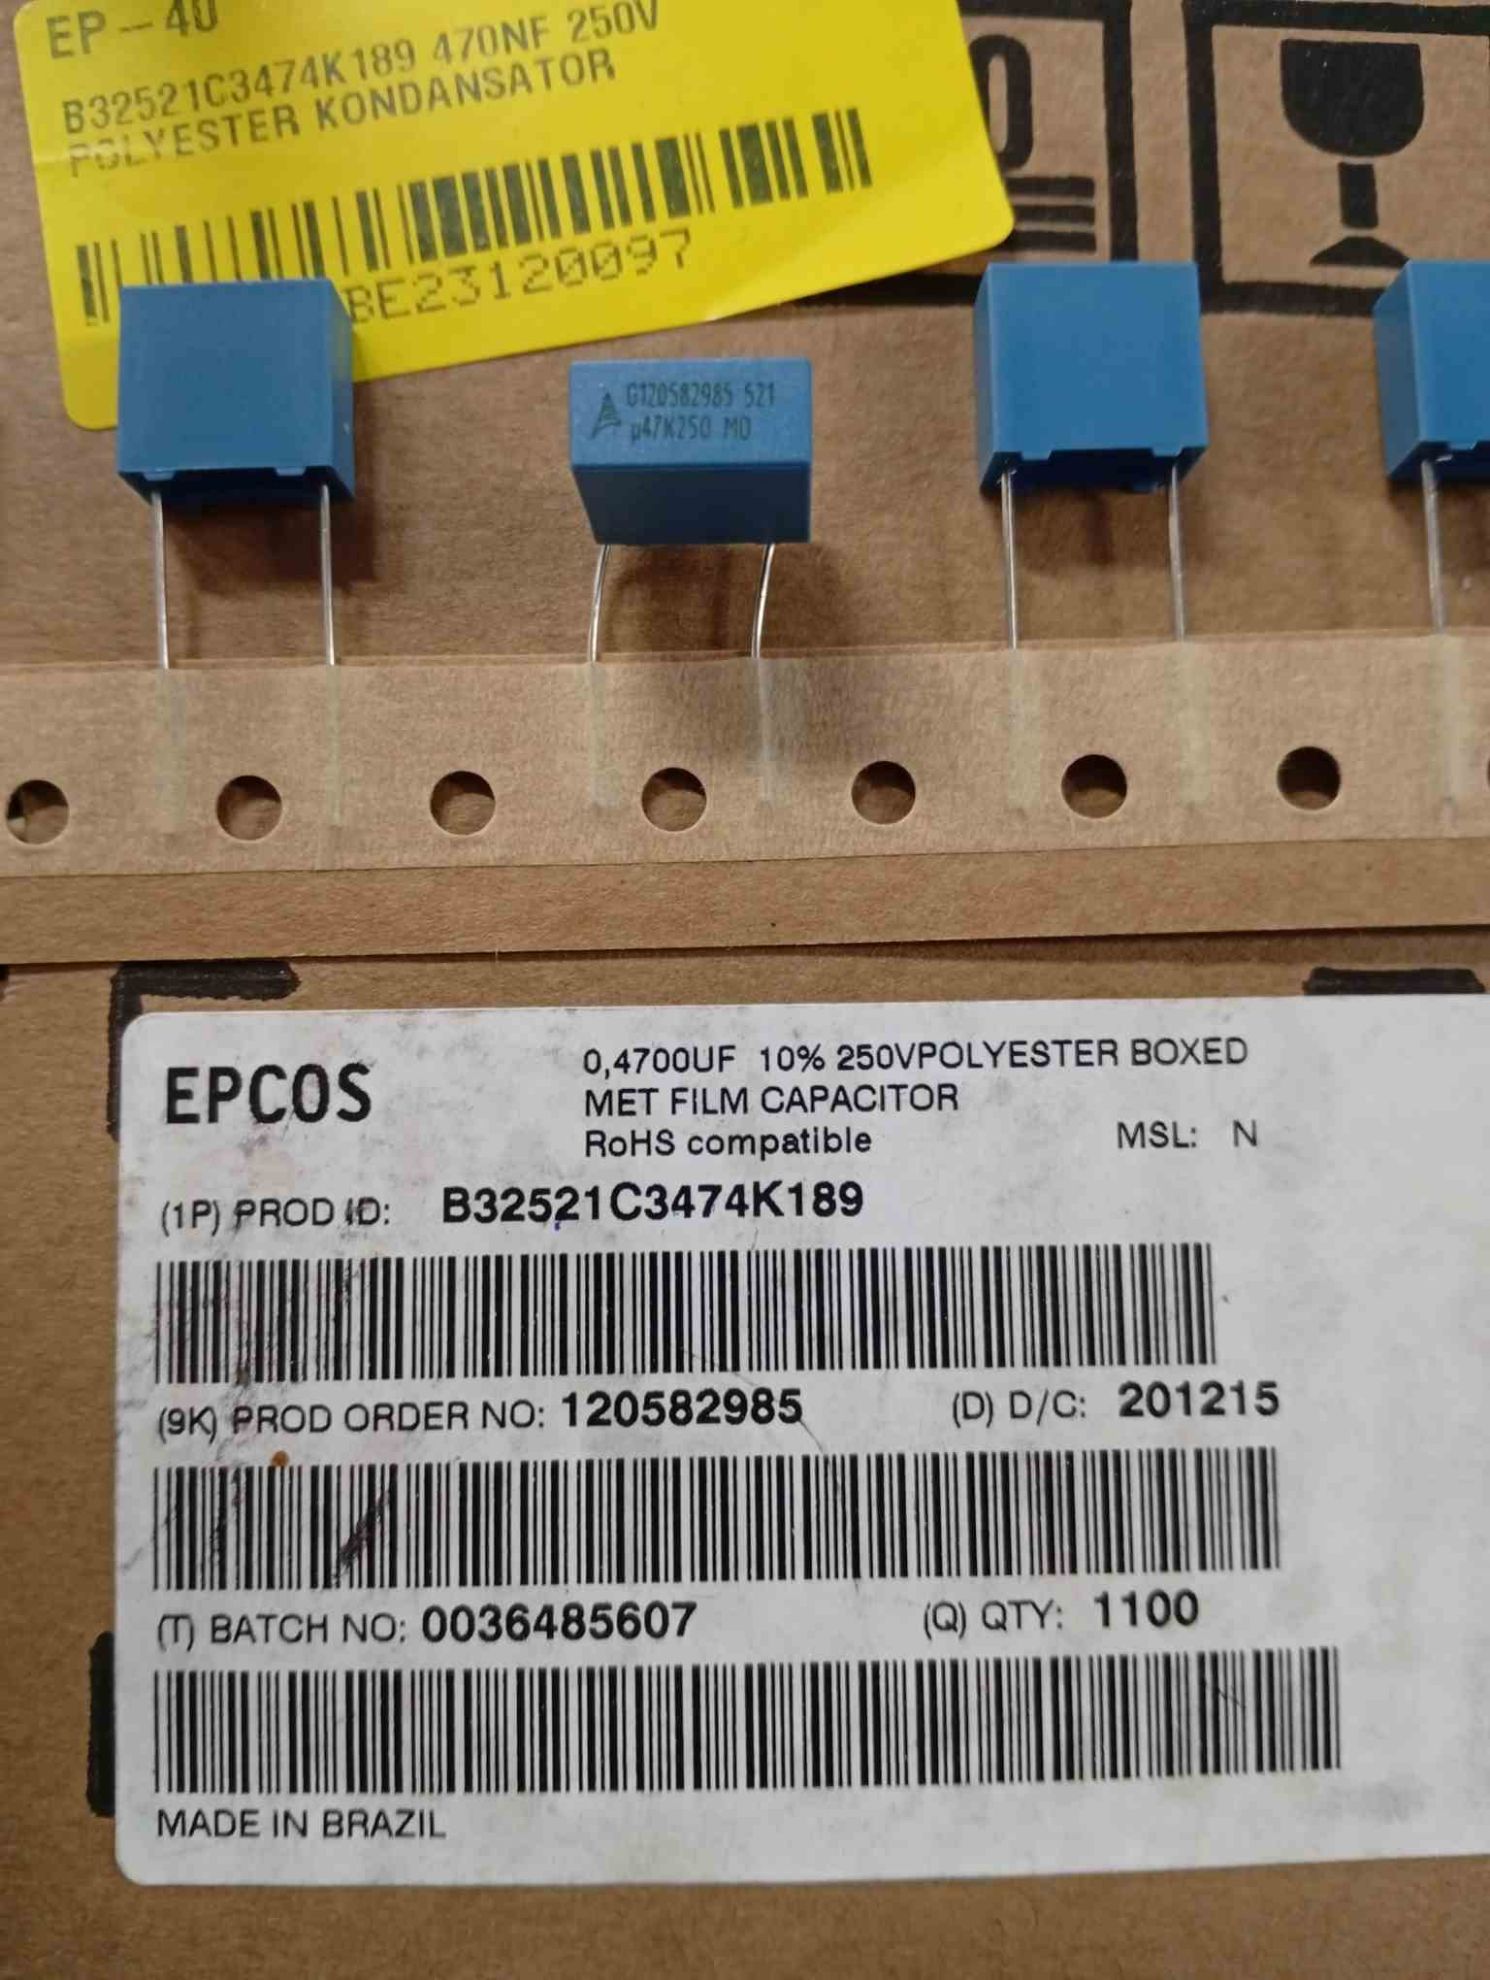 EP-40
B32521C3474K189 470NF 250V
POLYESTER KONDANSATOR
BE23120097
G120582985 521
µ47K250 MO
EPCOS
0,4700UF 10% 250VPOLYESTER BOXED
MET FILM CAPACITOR
RoHS compatible
MSL: N
(1P) PROD ID: B32521C3474K189
(9K) PROD ORDER NO: 120582985 (D) D/C: 201215
(T) BATCH NO: 0036485607 (Q) QTY: 1100
MADE IN BRAZIL